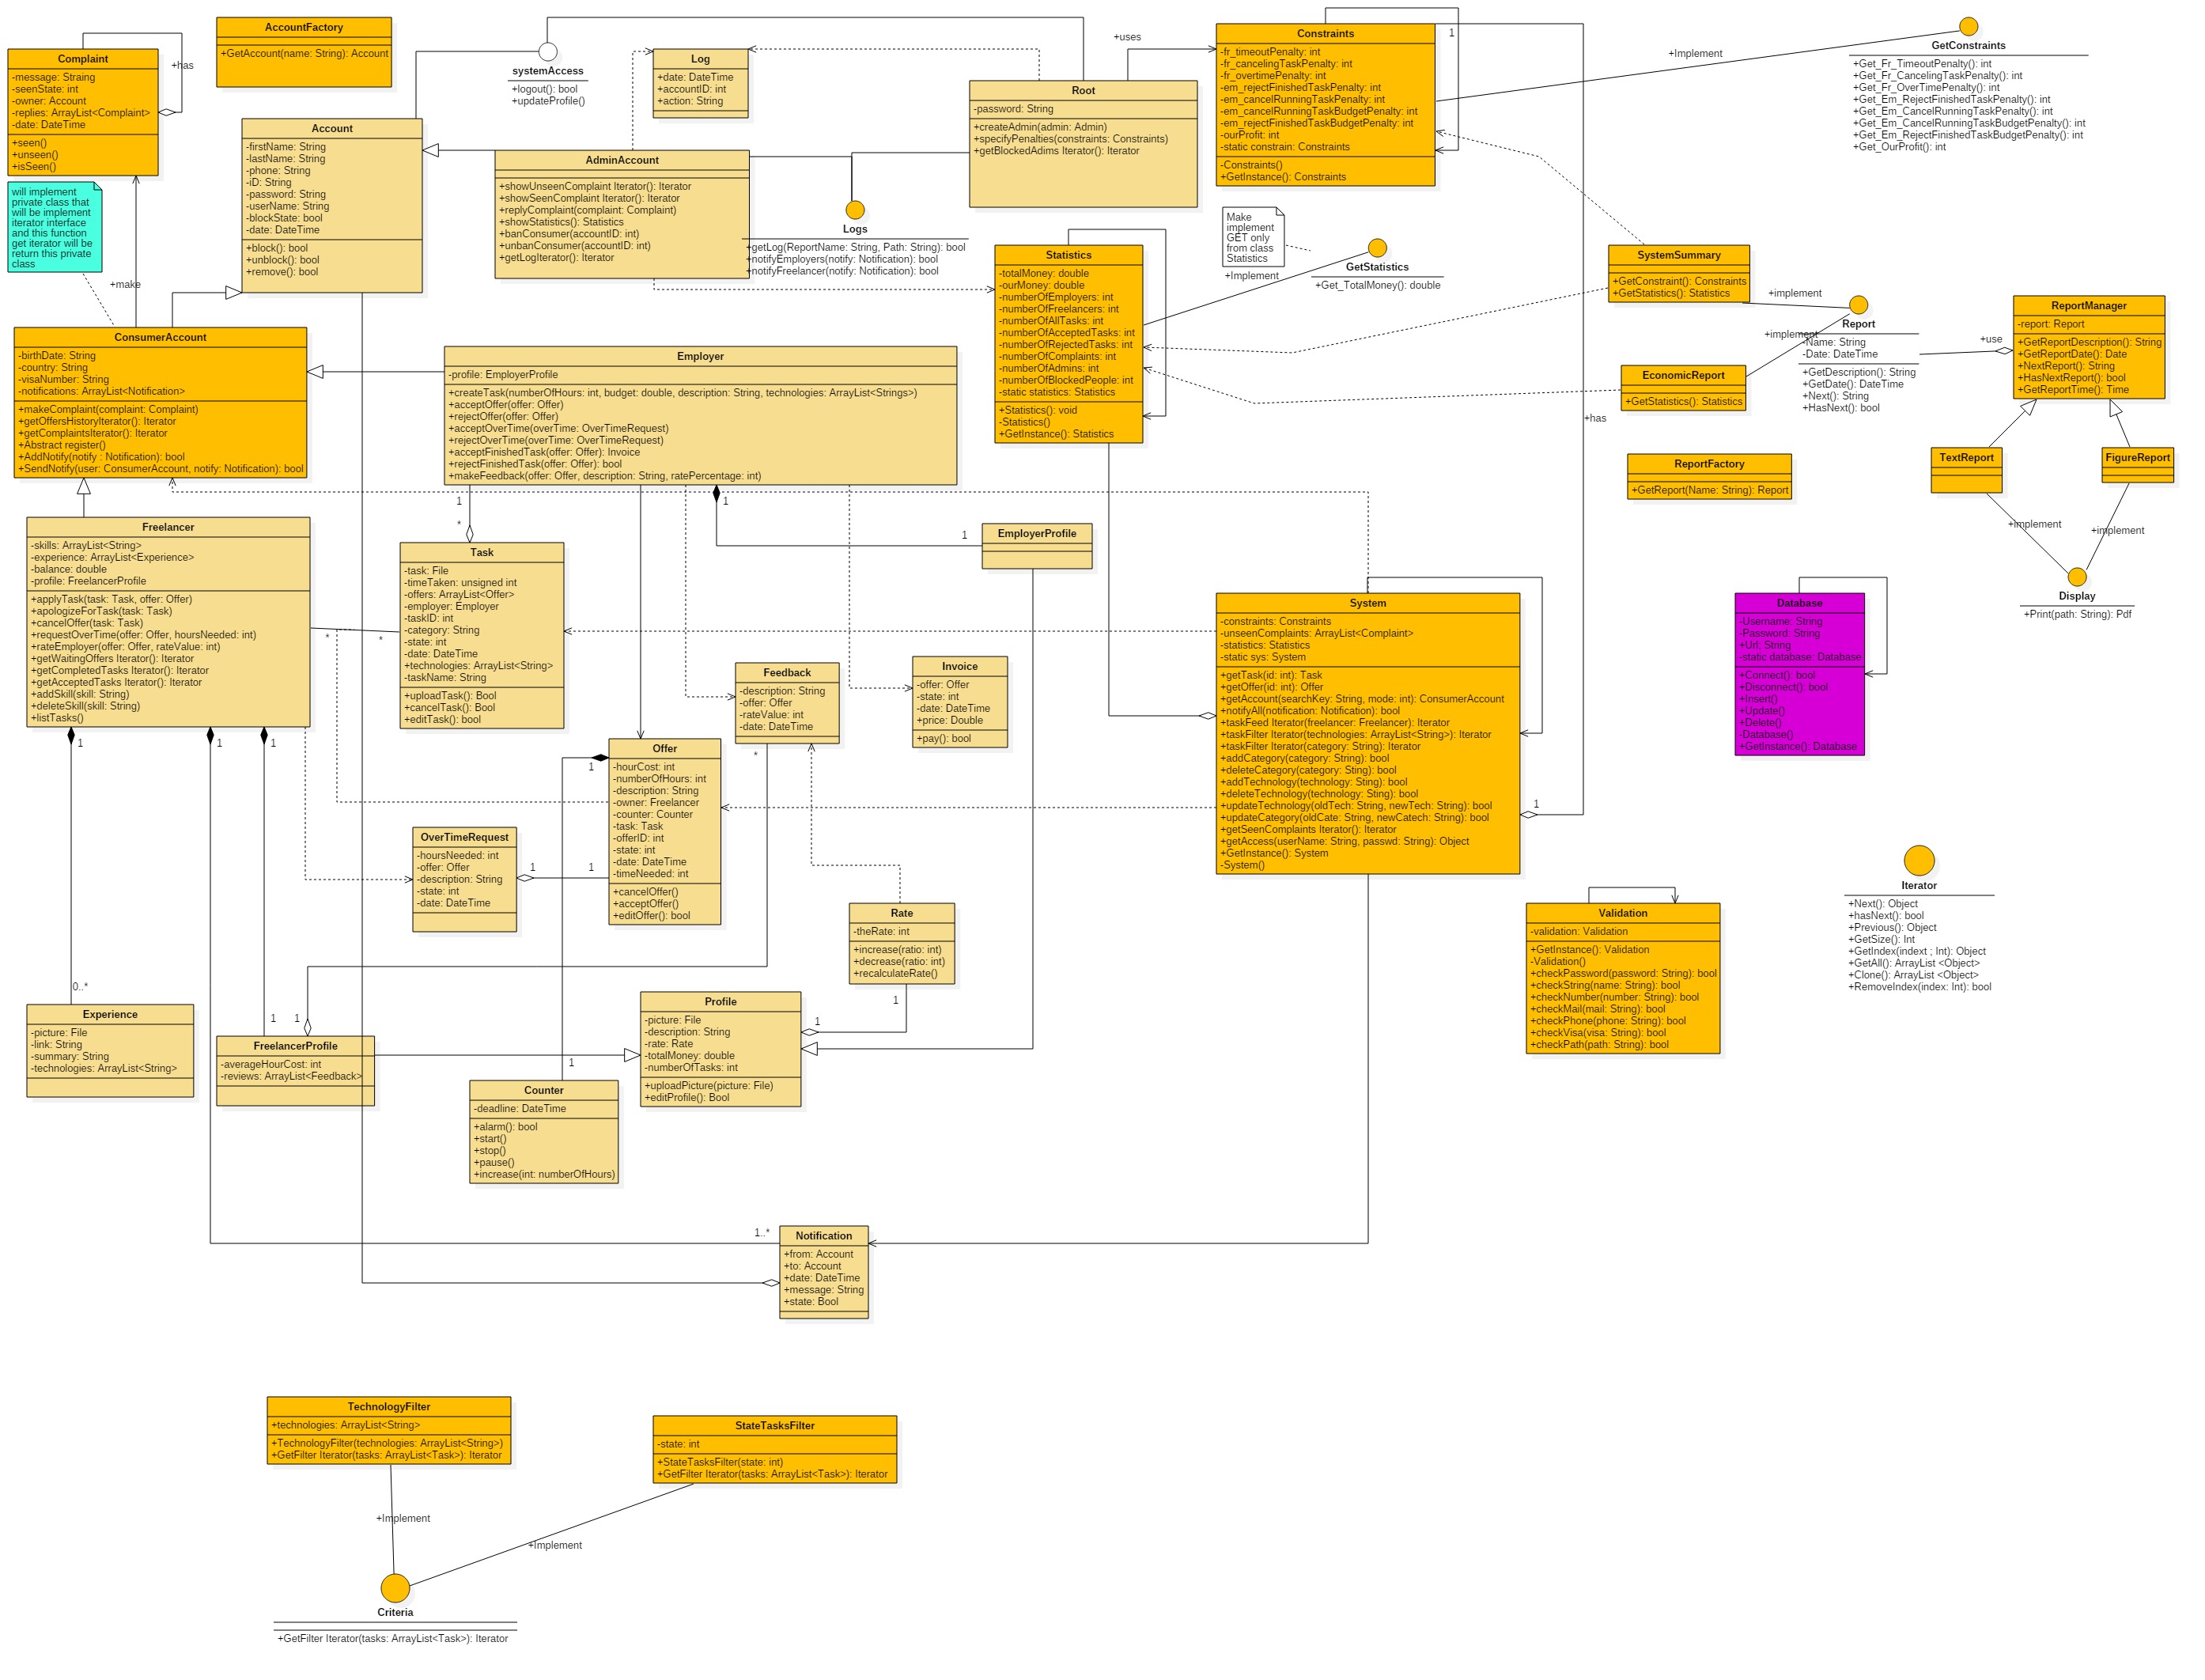 Complaint
-message: Straing
-seenState: int
-owner: Account
-replies: ArrayList<Complaint>
-date: DateTime
+seen()
+unseen()
+isSeen()
+has
AccountFactory
+GetAccount(name: String): Account
systemAccess
+logout(): bool
+updateProfile()
Log
+date: DateTime
+accountID: int
+action: String
Root
-password: String
+createAdmin(admin: Admin)
+specifyPenalties(constraints: Constraints)
+getBlockedAdims Iterator(): Iterator
+uses
Constraints
-fr_timeoutPenalty: int
-fr_cancelingTaskPenalty: int
-fr_overtimePenalty: int
-em_rejectFinishedTaskPenalty: int
-em_cancelRunningTaskPenalty: int
-em_cancelRunningTaskBudgetPenalty: int
-em_rejectFinishedTaskBudgetPenalty: int
-ourProfit: int
-static constrain: Constraints
-Constraints()
+GetInstance(): Constraints
1
+Implement
GetConstraints
+Get_Fr_TimeoutPenalty(): int
+Get_Fr_CancelingTaskPenalty(): int
+Get_Fr_OverTimePenalty(): int
+Get_Em_RejectFinishedTaskPenalty(): int
+Get_Em_CancelRunningTaskPenalty(): int
+Get_Em_CancelRunningTaskBudgetPenalty(): int
+Get_Em_RejectFinishedTaskBudgetPenalty(): int
+Get_OurProfit(): int
Account
-firstName: String
-lastName: String
-phone: String
-iD: String
-password: String
-userName: String
-blockState: bool
-date: DateTime
+block(): bool
+unblock(): bool
+remove(): bool
AdminAccount
+showUnseenComplaint Iterator(): Iterator
+showSeenComplaint Iterator(): Iterator
+replyComplaint(complaint: Complaint)
+showStatistics(): Statistics
+banConsumer(accountID: int)
+unbanConsumer(accountID: int)
+getLogIterator(): Iterator
Logs
+getLog(ReportName: String, Path: String): bool
+notifyEmployers(notify: Notification): bool
+notifyFreelancer(notify: Notification): bool
will implement
private class that
will be implement
iterator interface
and this function
get iterator will be
return this private
class
+make
Make
implement
GET only
from class
Statistics
+Implement
GetStatistics
+Get_TotalMoney(): double
Statistics
-totalMoney: double
-ourMoney: double
-numberOfEmployers: int
-numberOfFreelancers: int
-numberOfAllTasks: int
-numberOfAcceptedTasks: int
-numberOfRejectedTasks: int
-numberOfComplaints: int
-numberOfAdmins: int
-numberOfBlockedPeople: int
-static statistics: Statistics
+Statistics(): void
-Statistics()
+GetInstance(): Statistics
SystemSummary
+GetConstraint(): Constraints
+GetStatistics(): Statistics
+implement
+implement
Report
-Name: String
-Date: DateTime
+GetDescription(): String
+GetDate(): DateTime
+Next(): String
+HasNext(): bool
+use
ReportManager
-report: Report
+GetReportDescription(): String
+GetReportDate(): Date
+NextReport(): String
+HasNextReport(): bool
+GetReportTime(): Time
EconomicReport
+GetStatistics(): Statistics
+has
ReportFactory
+GetReport(Name: String): Report
TextReport
FigureReport
+implement
+implement
Display
+Print(path: String): Pdf
ConsumerAccount
-birthDate: String
-country: String
-visaNumber: String
-notifications: ArrayList<Notification>
+makeComplaint(complaint: Complaint)
+getOffersHistoryIterator(): Iterator
+getComplaintsIterator(): Iterator
+Abstract register()
+AddNotify(notify : Notification): bool
+SendNotify(user: ConsumerAccount, notify: Notification): bool
Employer
-profile: EmployerProfile
+createTask(numberOfHours: int, budget: double, description: String, technologies: ArrayList<Strings>)
+acceptOffer(offer: Offer)
+rejectOffer(offer: Offer)
+acceptOverTime(overTime: OverTimeRequest)
+rejectOverTime(overTime: OverTimeRequest)
+acceptFinishedTask(offer: Offer): Invoice
+rejectFinishedTask(offer: Offer): bool
+makeFeedback(offer: Offer, description: String, ratePercentage: int)
1
*
1
1
EmployerProfile
Freelancer
-skills: ArrayList<String>
-experience: ArrayList<Experience>
-balance: double
-profile: FreelancerProfile
+applyTask(task: Task, offer: Offer)
+apologizeForTask(task: Task)
+cancelOffer(task: Task)
+requestOverTime(offer: Offer, hoursNeeded: int)
+rateEmployer(offer: Offer, rateValue: int)
+getWaitingOffers Iterator(): Iterator
+getCompletedTasks Iterator(): Iterator
+getAcceptedTasks Iterator(): Iterator
+addSkill(skill: String)
+deleteSkill(skill: String)
+listTasks()
*
*
Task
-task: File
-timeTaken: unsigned int
-offers: ArrayList<Offer>
-employer: Employer
-taskID: int
-category: String
-state: int
-date: DateTime
+technologies: ArrayList<String>
-taskName: String
+uploadTask(): Bool
+cancelTask(): Bool
+editTask(): bool
Feedback
-description: String
-offer: Offer
-rateValue: int
-date: DateTime
*
Invoice
-offer: Offer
-state: int
-date: DateTime
+price: Double
+pay(): bool
System
-constraints: Constraints
-unseenComplaints: ArrayList<Complaint>
-statistics: Statistics
-static sys: System
+getTask(id: int): Task
+getOffer(id: int): Offer
+getAccount(searchKey: String, mode: int): ConsumerAccount
+notifyAll(notification: Notification): bool
+taskFeed Iterator(freelancer: Freelancer): Iterator
+taskFilter Iterator(technologies: ArrayList<String>): Iterator
+taskFilter Iterator(category: String): Iterator
+addCategory(category: String): bool
+deleteCategory(category: Sting): bool
+addTechnology(technology: Sting): bool
+deleteTechnology(technology: Sting): bool
+updateTechnology(oldTech: String, newTech: String): bool
+updateCategory(oldCate: String, newCatech: String): bool
+getSeenComplaints Iterator(): Iterator
+getAccess(userName: String, passwd: String): Object
+GetInstance(): System
-System()
1
Database
-Username: String
-Password: String
+Url; String
-static database: Database
+Connect(): bool
+Disconnect(): bool
+Insert()
+Update()
+Delete()
-Database()
+GetInstance(): Database
1
1
1
Offer
-hourCost: int
-numberOfHours: int
-description: String
-owner: Freelancer
-counter: Counter
-task: Task
-offerID: int
-state: int
-date: DateTime
-timeNeeded: int
+cancelOffer()
+acceptOffer()
+editOffer(): bool
1
OverTimeRequest
-hoursNeeded: int
-offer: Offer
-description: String
-state: int
-date: DateTime
1
1
Rate
-theRate: int
+increase(ratio: int)
+decrease(ratio: int)
+recalculateRate()
1
1
Validation
-validation: Validation
+GetInstance(): Validation
-Validation()
+checkPassword(password: String): bool
+checkString(name: String): bool
+checkNumber(number: String): bool
+checkMail(mail: String): bool
+checkPhone(phone: String): bool
+checkVisa(visa: String): bool
+checkPath(path: String): bool
Iterator
+Next(): Object
+hasNext(): bool
+Previous(): Object
+GetSize(): Int
+GetIndex(indext ; Int): Object
+GetAll(): ArrayList <Object>
+Clone(): ArrayList <Object>
+RemoveIndex(index: Int): bool
0..*
Experience
-picture: File
-link: String
-summary: String
-technologies: ArrayList<String>
1
1
FreelancerProfile
-averageHourCost: int
-reviews: ArrayList<Feedback>
Profile
-picture: File
-description: String
-rate: Rate
-totalMoney: double
-numberOfTasks: int
+uploadPicture(picture: File)
+editProfile(): Bool
1
Counter
-deadline: DateTime
+alarm(): bool
+start()
+stop()
+pause()
+increase(int: numberOfHours)
1..*
Notification
+from: Account
+to: Account
+date: DateTime
+message: String
+state: Bool
TechnologyFilter
+technologies: ArrayList<String>
+TechnologyFilter(technologies: ArrayList<String>)
+GetFilter Iterator(tasks: ArrayList<Task>): Iterator
StateTasksFilter
-state: int
+StateTasksFilter(state: int)
+GetFilter Iterator(tasks: ArrayList<Task>): Iterator
+Implement
+Implement
Criteria
+GetFilter Iterator(tasks: ArrayList<Task>): Iterator